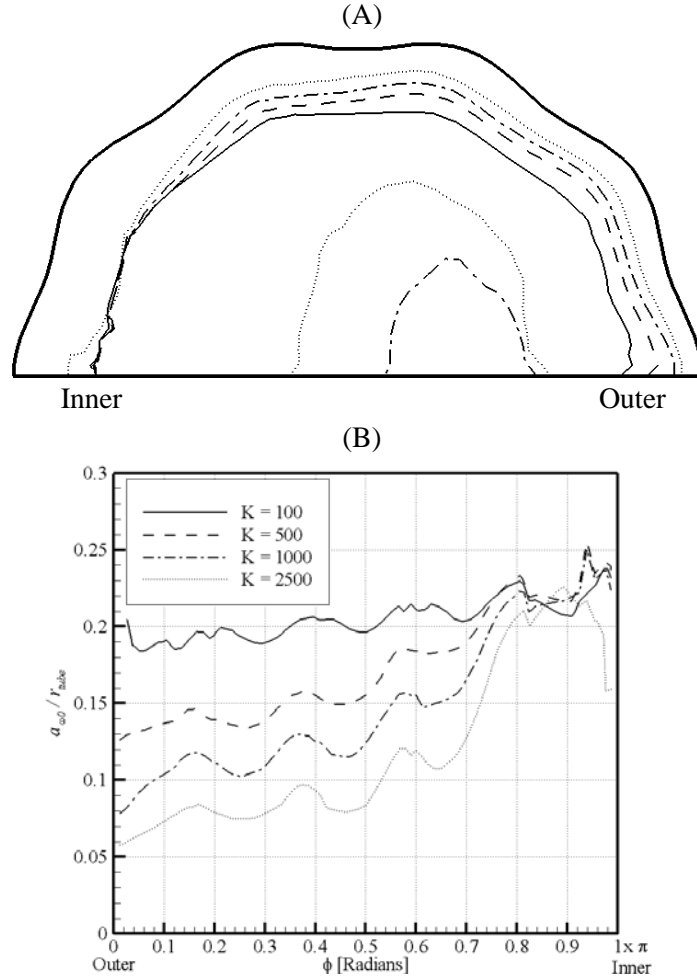 (A)
Inner
Outer
(B)
0.3
0.25
0.2
0.15
0.1
0.05
0
a_ω0 / r_tube
K = 100
K = 500
K = 1000
K = 2500
0 0.1 0.2 0.3 0.4 0.5 0.6 0.7 0.8 0.9 1x π
Outer
ϕ [Radians]
Inner